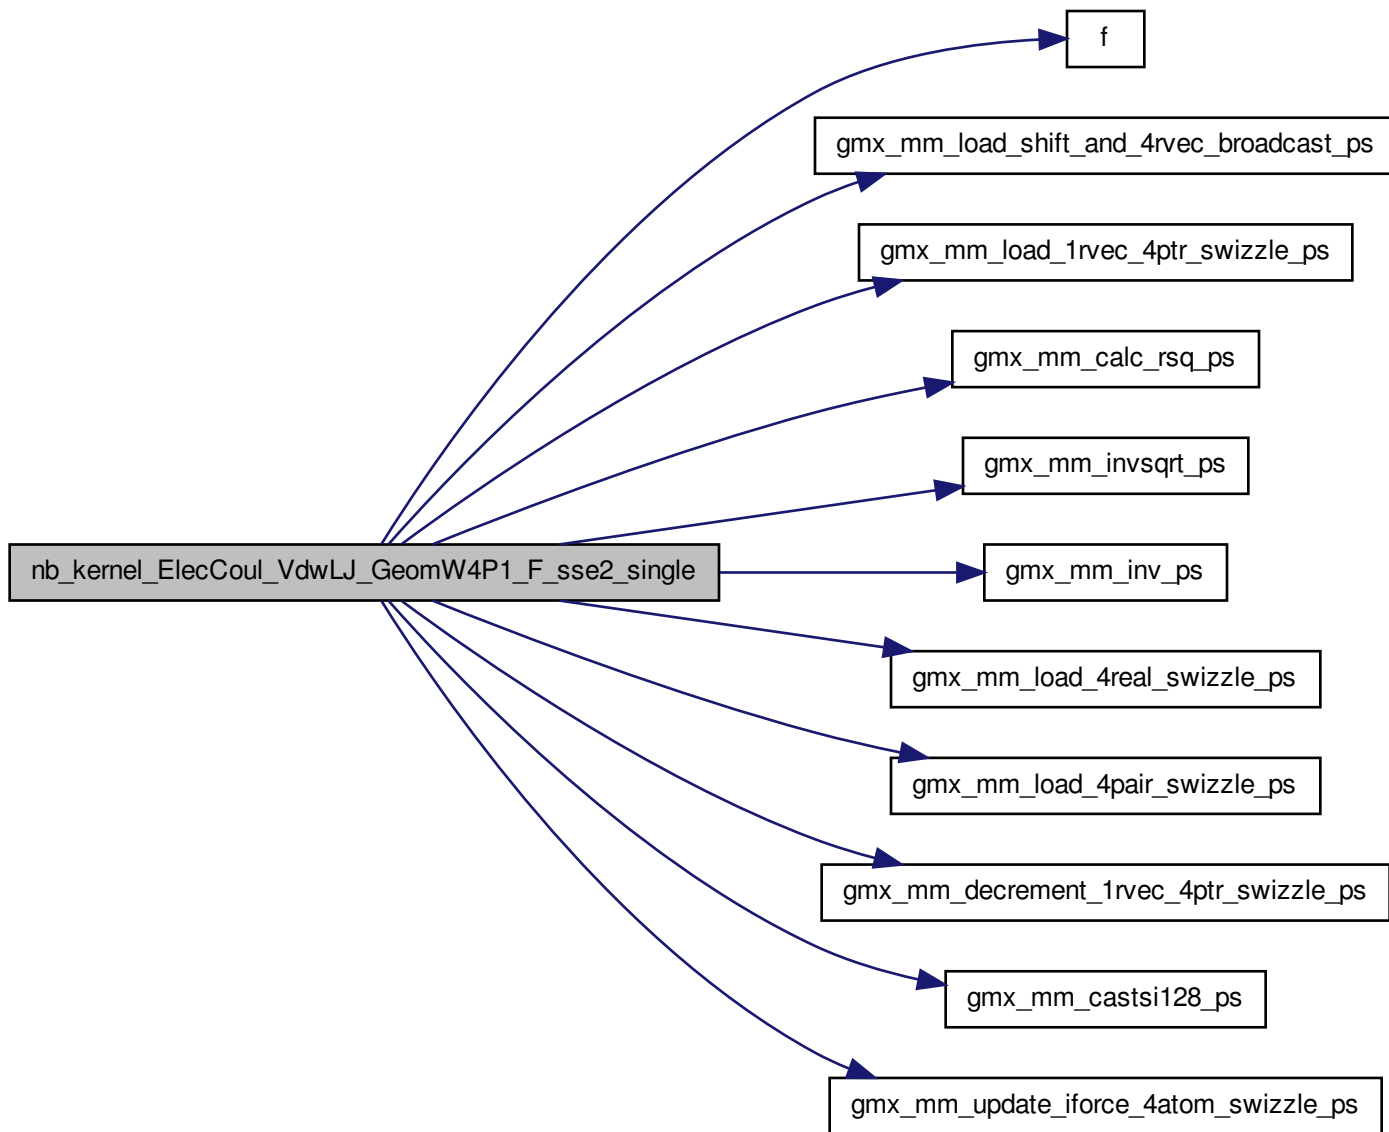 f
gmx_mm_load_shift_and_4rvec_broadcast_ps
gmx_mm_load_1rvec_4ptr_swizzle_ps
gmx_mm_calc_rsq_ps
gmx_mm_invsqrt_ps
nb_kernel_ElecCoul_VdwLJ_GeomW4P1_F_sse2_single
gmx_mm_inv_ps
gmx_mm_load_4real_swizzle_ps
gmx_mm_load_4pair_swizzle_ps
gmx_mm_decrement_1rvec_4ptr_swizzle_ps
gmx_mm_castsi128_ps
gmx_mm_update_iforce_4atom_swizzle_ps